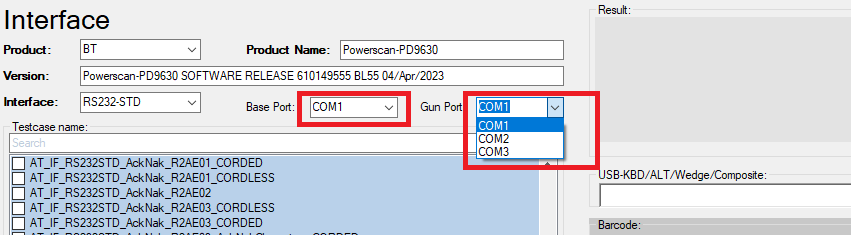 Interface
Result:
Product: BT Product Name: Powerscan-PD9630
Version: Powerscan-PD9630 SOFTWARE RELEASE 610149555 BL55 04/Apr/2023
Interface: RS232-STD Base Port: COM1 Gun Port: COM1
COM1
COM2
COM3
Testcase name:
Search
AT_IF_RS232STD_AckNak_R2AE01_CORDED
AT_IF_RS232STD_AckNak_R2AE01_CORDLESS
AT_IF_RS232STD_AckNak_R2AE02
AT_IF_RS232STD_AckNak_R2AE03_CORDLESS
AT_IF_RS232STD_AckNak_R2AE03_CORDED
USB-KBD/ALT/Wedge/Composite:
Barcode: